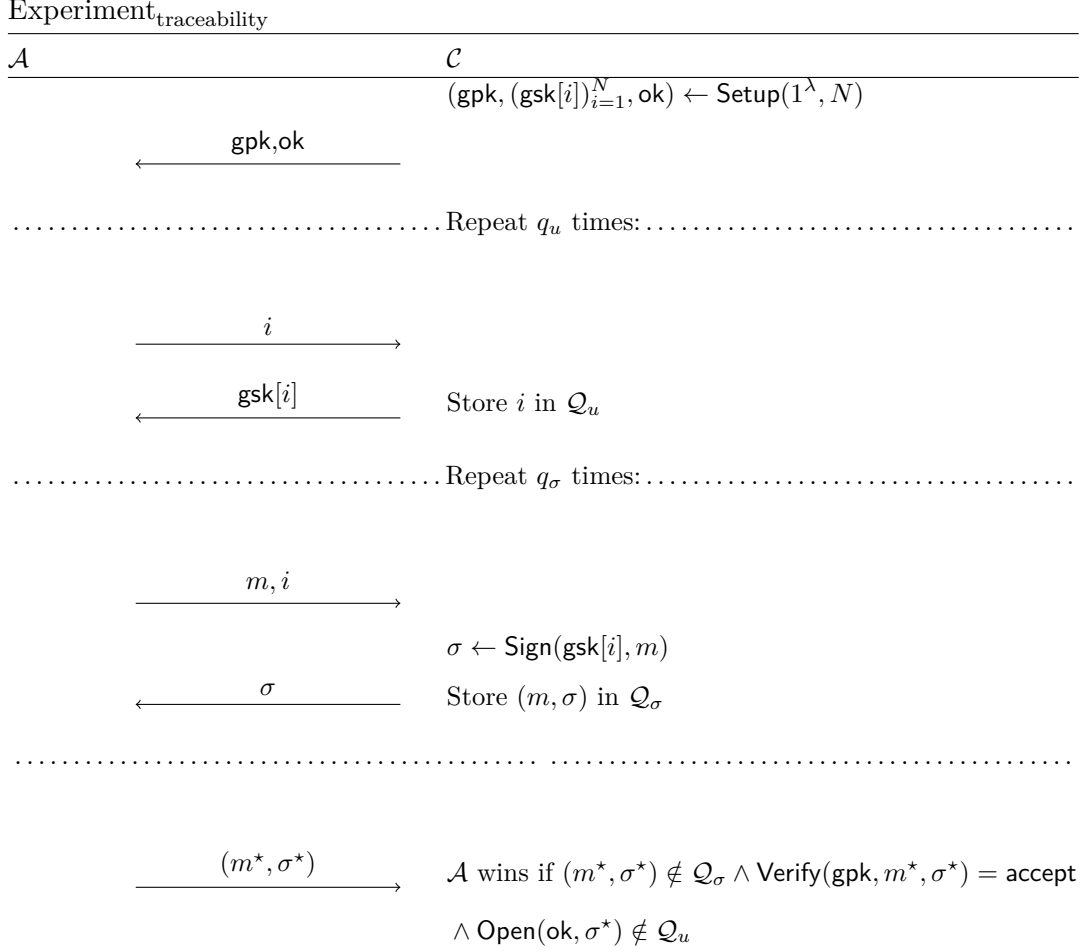 Experiment_traceability
𝒜 𝒞
(gpk, (gsk[i])_{i=1}^{N}, ok) ← Setup(1^λ, N)
gpk,ok
Repeat q_u times:
i
gsk[i] Store i in 𝒬_u
Repeat q_σ times:
m, i
σ ← Sign(gsk[i], m)
σ Store (m, σ) in 𝒬_σ
(m*, σ*) 𝒜 wins if (m*, σ*) ∉ 𝒬_σ ∧ Verify(gpk, m*, σ*) = accept
∧ Open(ok, σ*) ∉ 𝒬_u